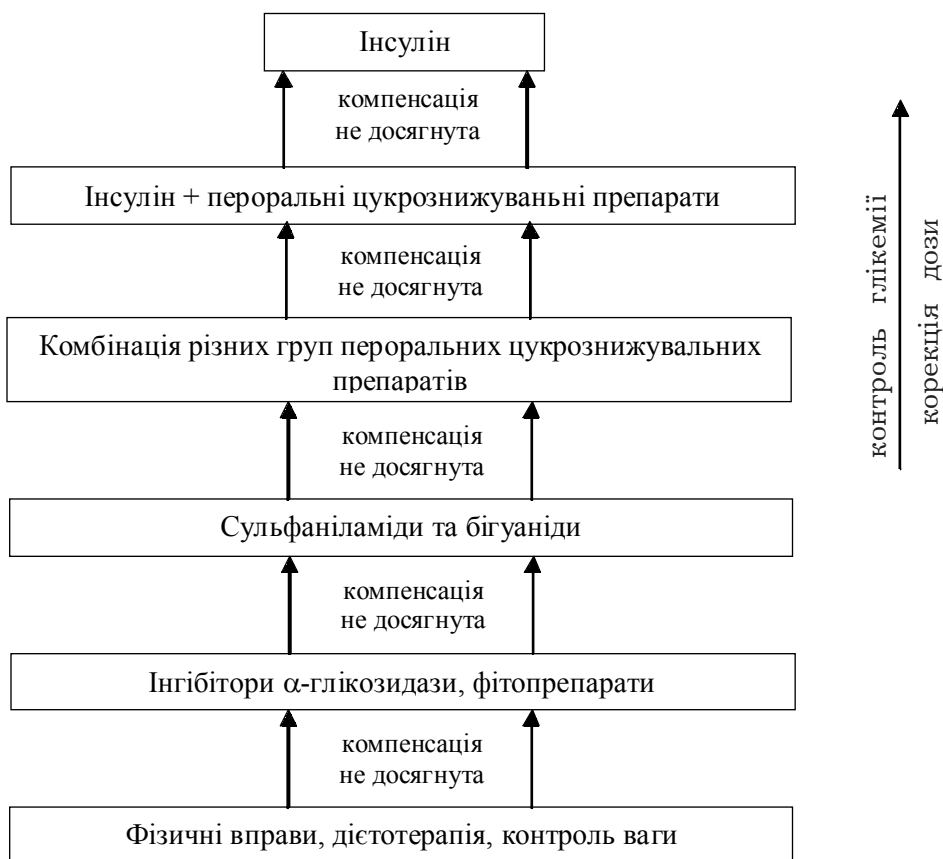 Інсулін
компенсація
не досягнута
Інсулін + пероральні цукрознижуваньні препарати
компенсація
не досягнута
Комбінація різних груп пероральних цукрознижувальних
препаратів
компенсація
не досягнута
Сульфаніламіди та бігуаніди
компенсація
не досягнута
Інгібітори α-глікозидази, фітопрепарати
компенсація
не досягнута
Фізичні вправи, дієтотерапія, контроль ваги
контроль глікемії
корекція дози